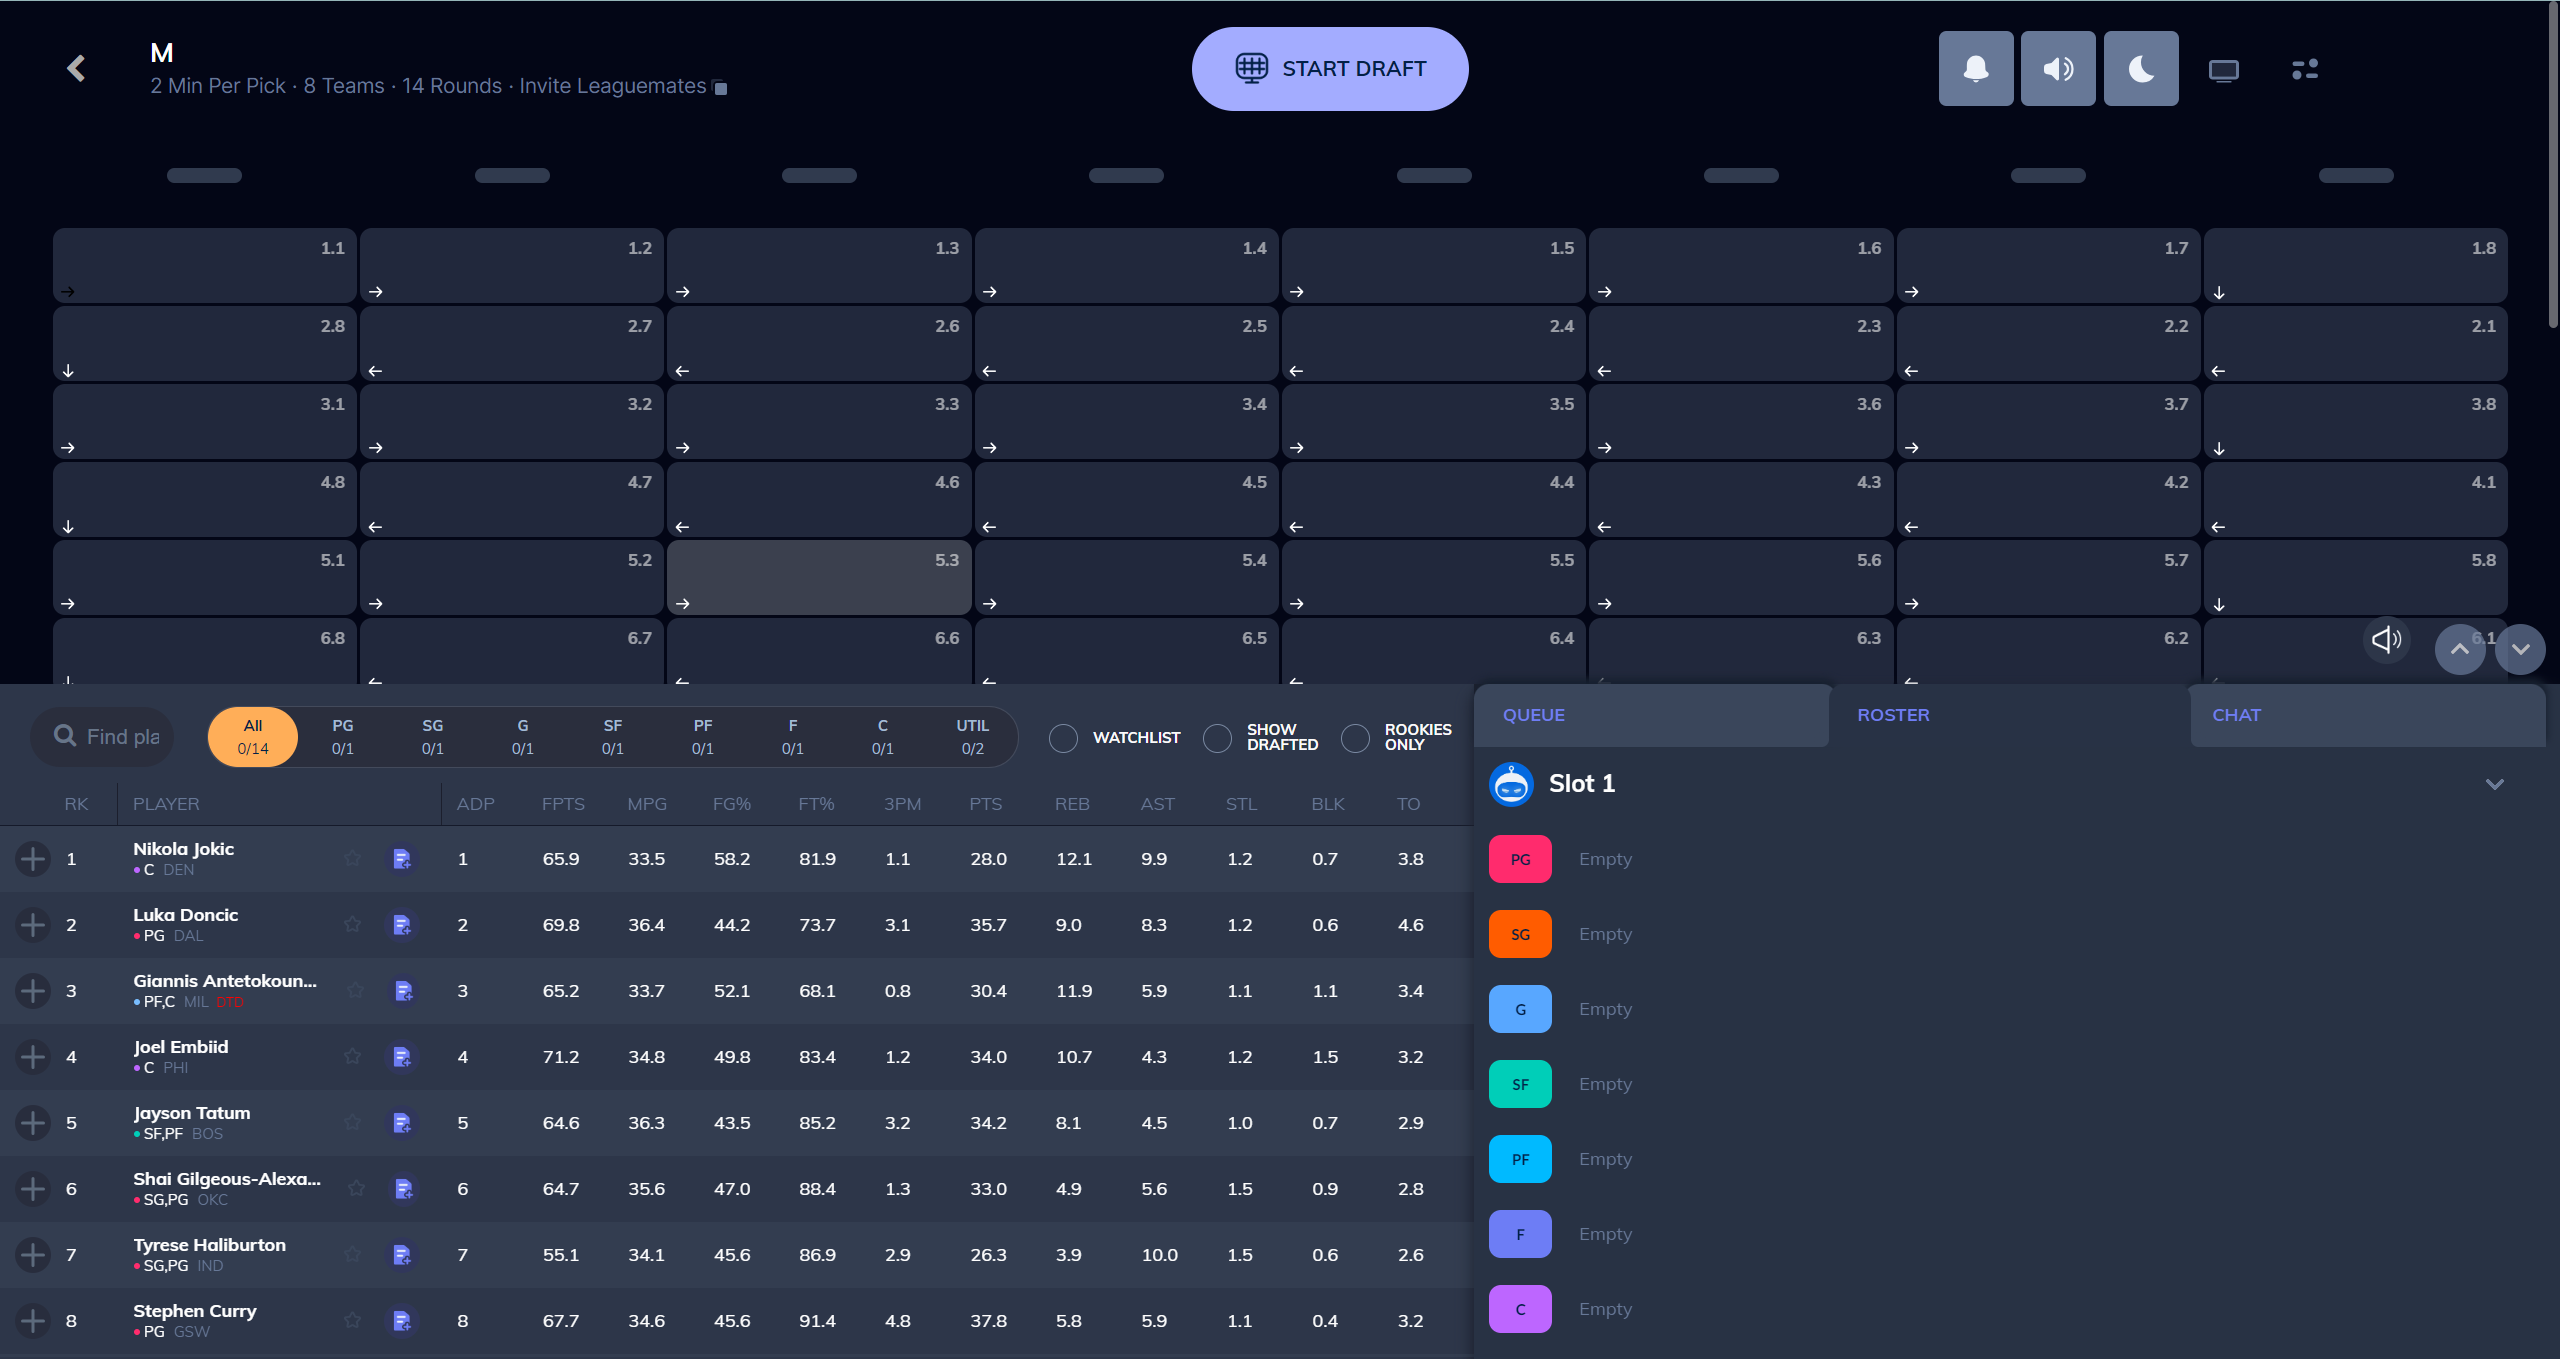 M
2 Min Per Pick · 8 Teams · 14 Rounds · Invite Leaguemates
START DRAFT
1.1 1.2 1.3 1.4 1.5 1.6 1.7 1.8
2.8 2.7 2.6 2.5 2.4 2.3 2.2 2.1
3.1 3.2 3.3 3.4 3.5 3.6 3.7 3.8
4.8 4.7 4.6 4.5 4.4 4.3 4.2 4.1
5.1 5.2 5.3 5.4 5.5 5.6 5.7 5.8
6.8 6.7 6.6 6.5 6.4 6.3 6.2 6.1
Find pla
All PG SG G SF PF F C UTIL
0/14 0/1 0/1 0/1 0/1 0/1 0/1 0/1 0/2
WATCHLIST
SHOW
DRAFTED
ROOKIES
ONLY
RK PLAYER ADP FPTS MPG FG% FT% 3PM PTS REB AST STL BLK TO
1 Nikola Jokic 1 65.9 33.5 58.2 81.9 1.1 28.0 12.1 9.9 1.2 0.7 3.8
C DEN
2 Luka Doncic 2 69.8 36.4 44.2 73.7 3.1 35.7 9.0 8.3 1.2 0.6 4.6
PG DAL
3 Giannis Antetokoun... 3 65.2 33.7 52.1 68.1 0.8 30.4 11.9 5.9 1.1 1.1 3.4
PF,C MIL DTD
4 Joel Embiid 4 71.2 34.8 49.8 83.4 1.2 34.0 10.7 4.3 1.2 1.5 3.2
C PHI
5 Jayson Tatum 5 64.6 36.3 43.5 85.2 3.2 34.2 8.1 4.5 1.0 0.7 2.9
SF,PF BOS
6 Shai Gilgeous-Alexa... 6 64.7 35.6 47.0 88.4 1.3 33.0 4.9 5.6 1.5 0.9 2.8
SG,PG OKC
7 Tyrese Haliburton 7 55.1 34.1 45.6 86.9 2.9 26.3 3.9 10.0 1.5 0.6 2.6
SG,PG IND
8 Stephen Curry 8 67.7 34.6 45.6 91.4 4.8 37.8 5.8 5.9 1.1 0.4 3.2
PG GSW
QUEUE ROSTER CHAT
Slot 1
PG Empty
SG Empty
G Empty
SF Empty
PF Empty
F Empty
C Empty